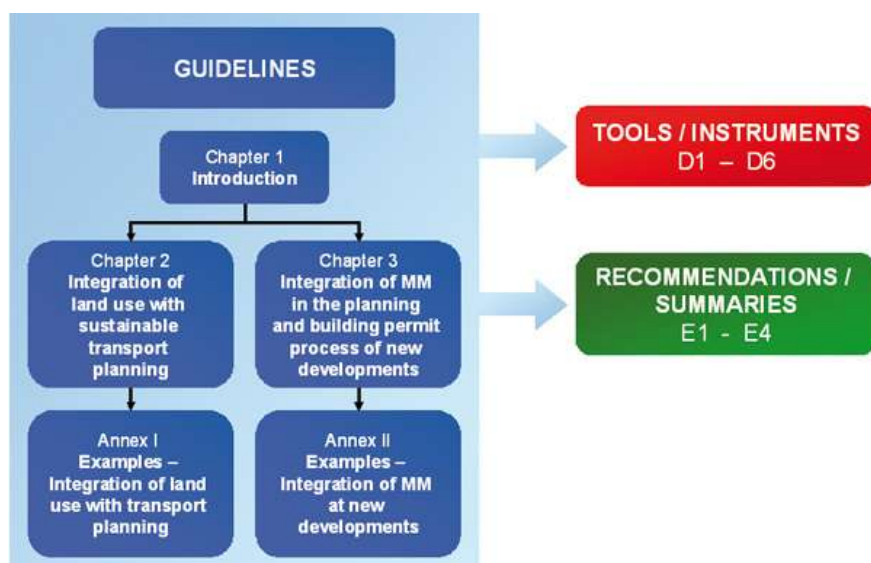 GUIDELINES
Chapter 1
Introduction
Chapter 2
Integration of
land use with
sustainable
transport
planning
Chapter 3
Integration of MM
in the planning
and building permit
process of new
developments
Annex I
Examples –
Integration of land
use with transport
planning
Annex II
Examples –
Integration of MM
at new
developments
TOOLS / INSTRUMENTS
D1 – D6
RECOMMENDATIONS /
SUMMARIES
E1 - E4